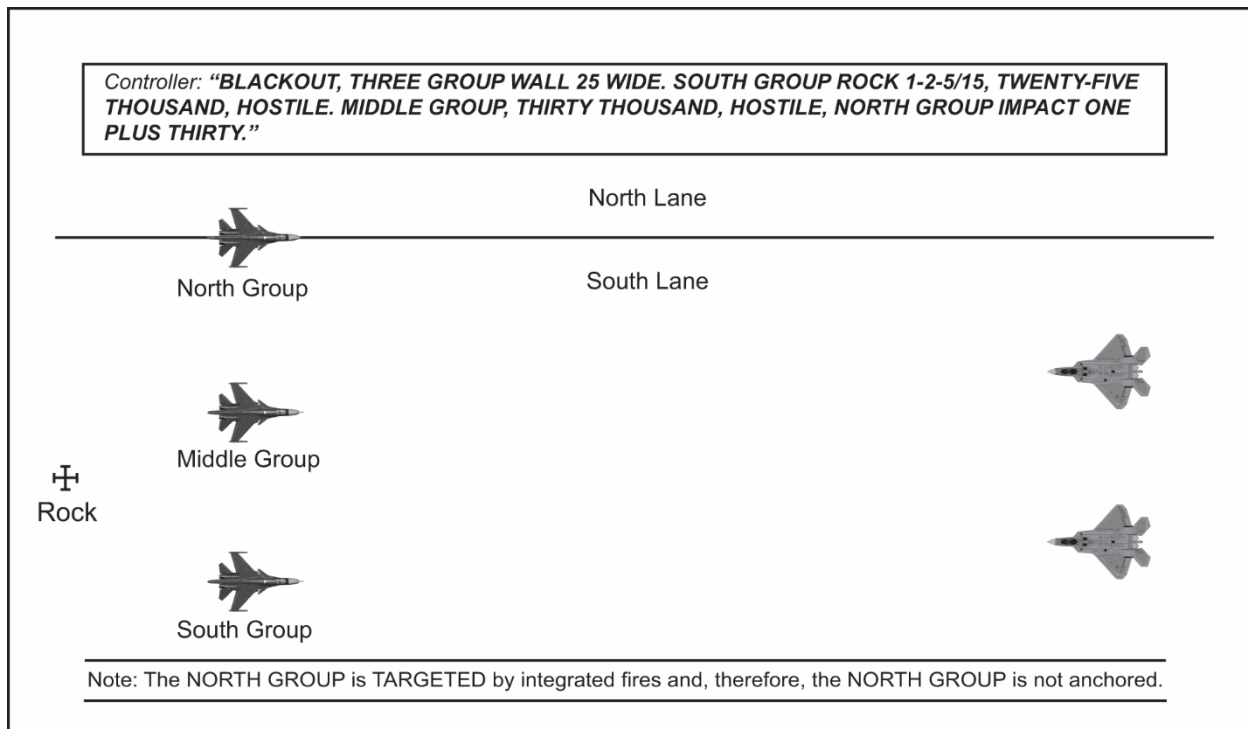 Controller: “BLACKOUT, THREE GROUP WALL 25 WIDE. SOUTH GROUP ROCK 1-2-5/15, TWENTY-FIVE
THOUSAND, HOSTILE. MIDDLE GROUP, THIRTY THOUSAND, HOSTILE, NORTH GROUP IMPACT ONE
PLUS THIRTY.”
North Lane
North Group
South Lane
Middle Group
Rock
South Group
Note: The NORTH GROUP is TARGETED by integrated fires and, therefore, the NORTH GROUP is not anchored.